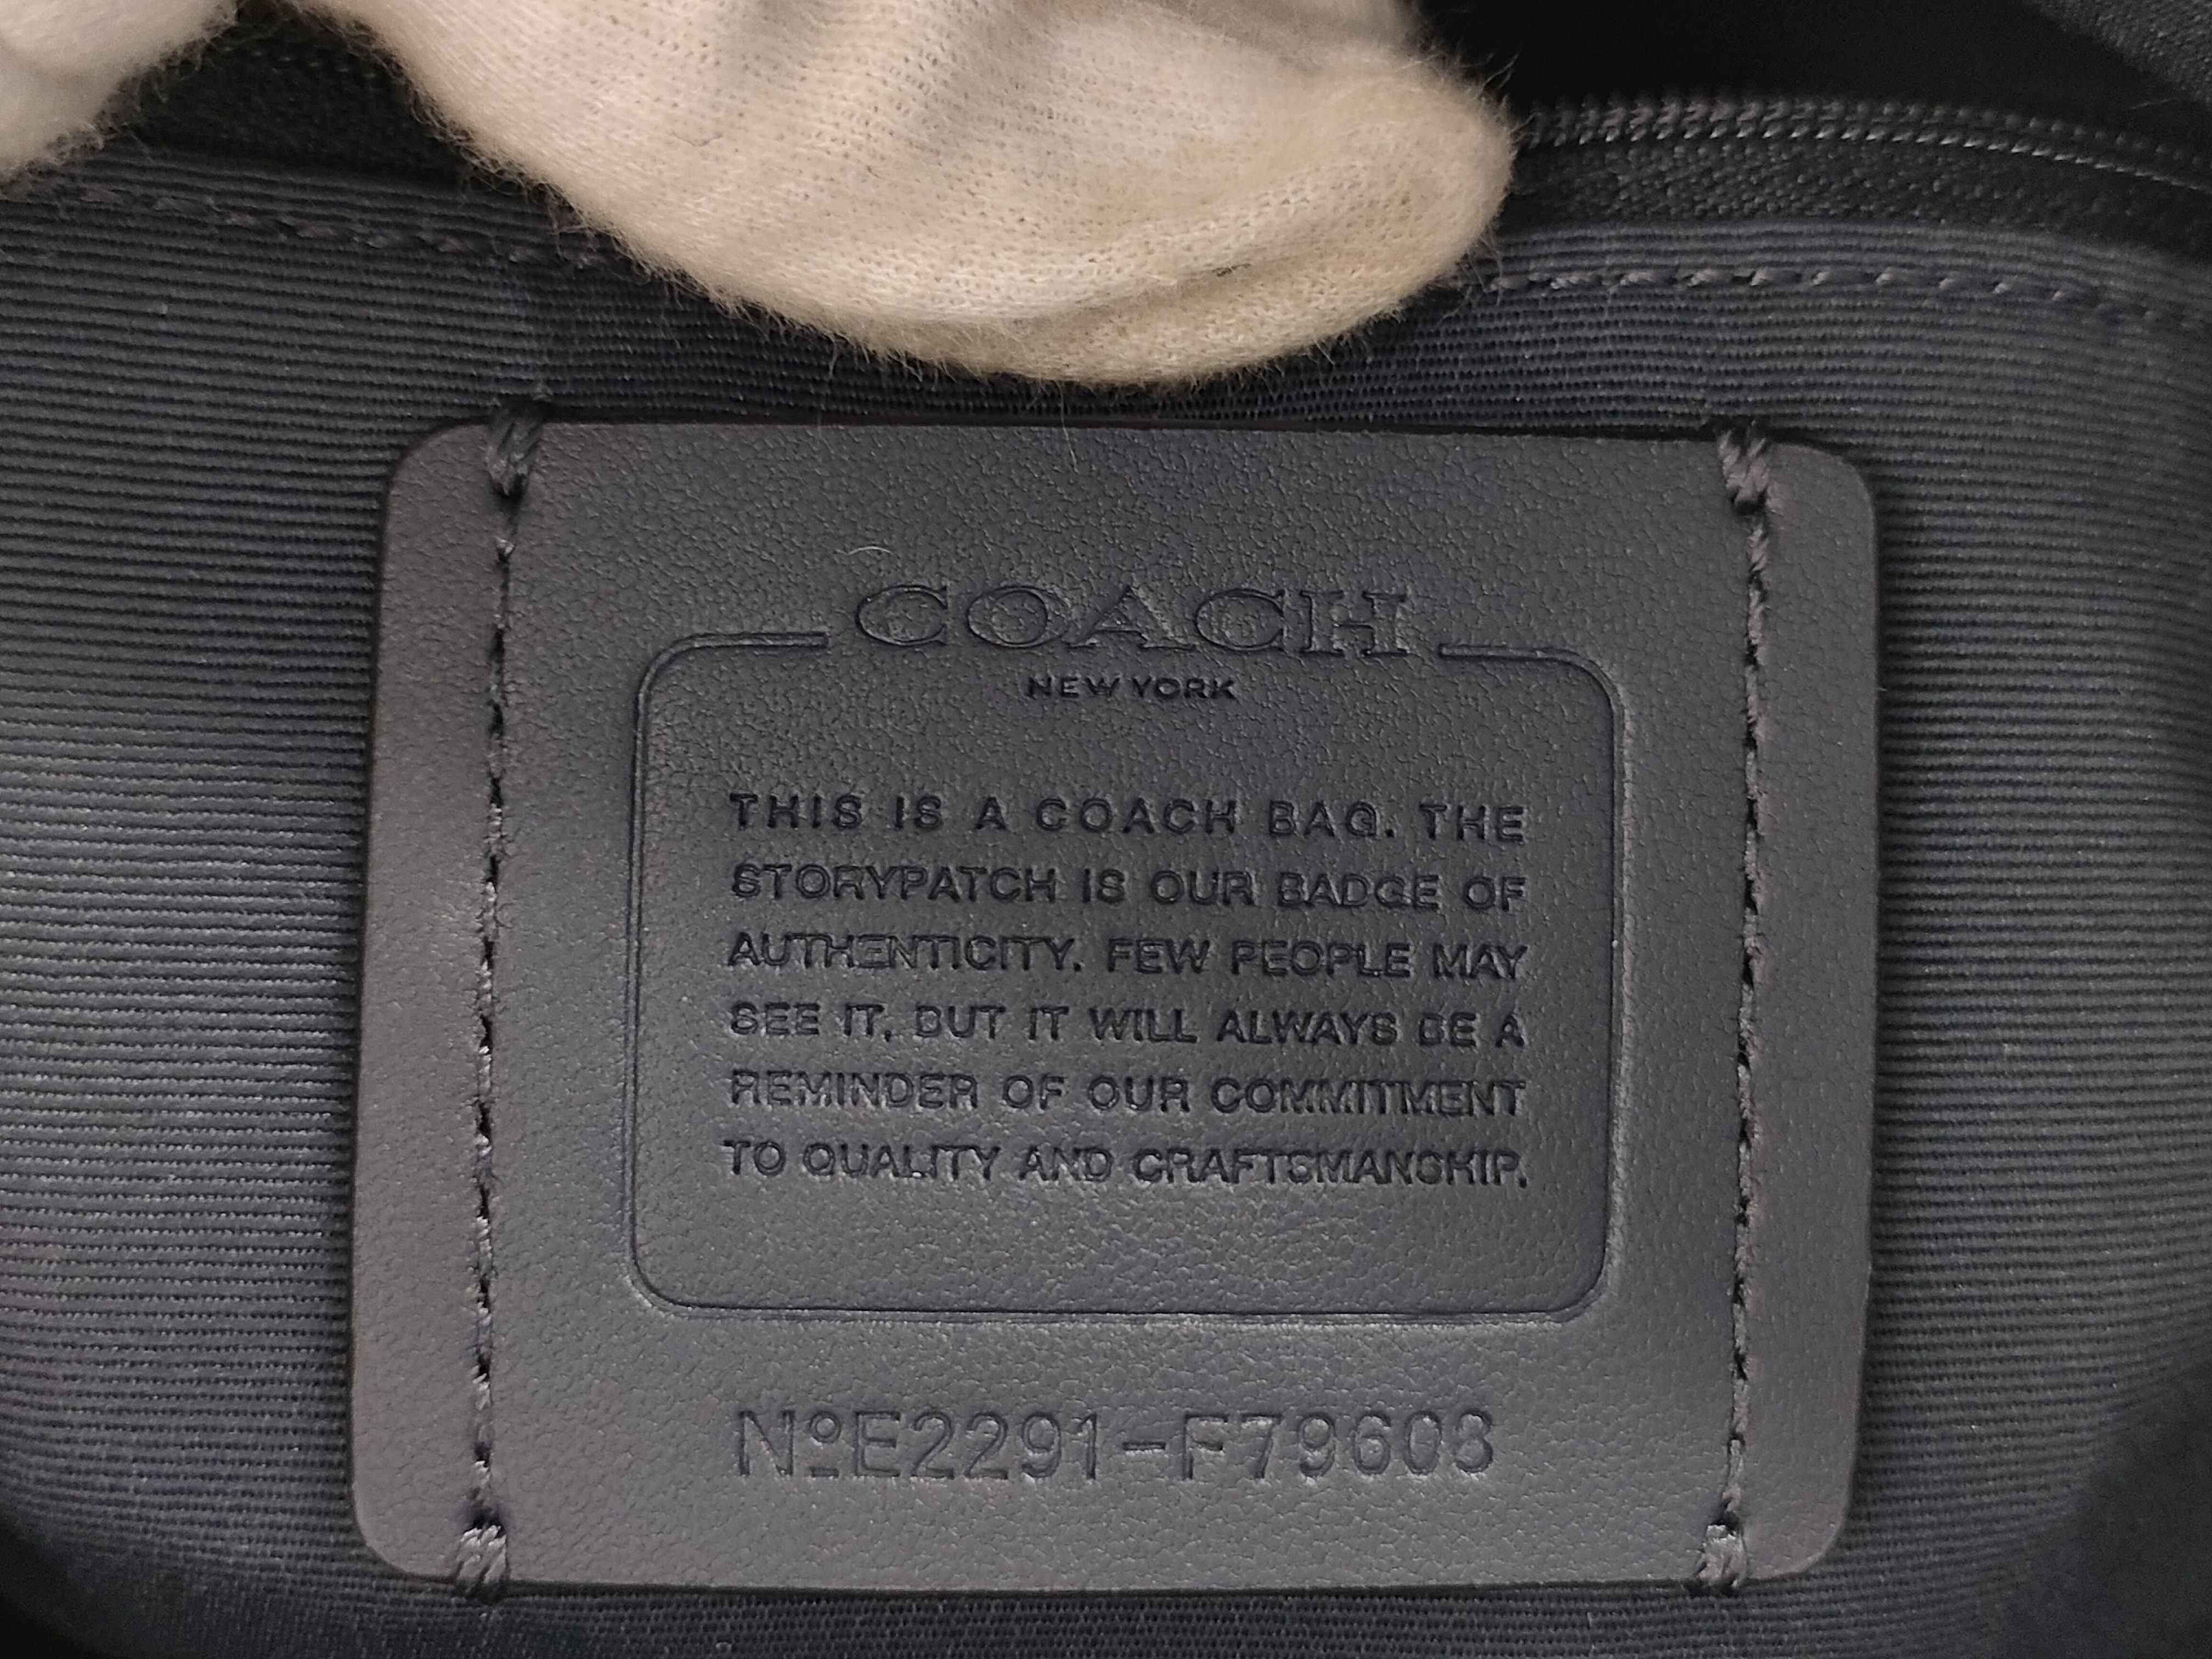 COACH
NEW YORK
THIS IS A COACH BAG. THE
STORYPATCH IS OUR BADGE OF
AUTHENTICITY. FEW PEOPLE MAY
SEE IT, BUT IT WILL ALWAYS BE A
REMINDER OF OUR COMMITMENT
TO QUALITY AND CRAFTSMANSHIP.
NºE2291-F79608